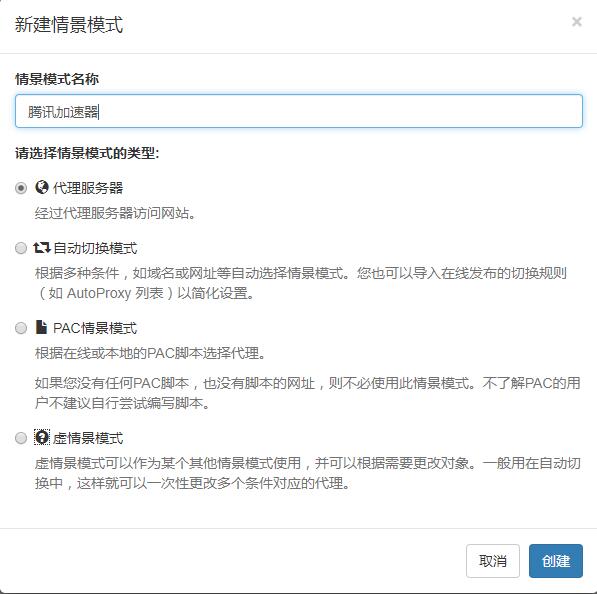 新建情景模式
×
情景模式名称
腾讯加速器
请选择情景模式的类型:
代理服务器
经过代理服务器访问网站。
自动切换模式
根据多种条件，如域名或网址等自动选择情景模式。您也可以导入在线发布的切换规则
（如 AutoProxy 列表）以简化设置。
PAC情景模式
根据在线或本地的PAC脚本选择代理。
如果您没有任何PAC脚本，也没有脚本的网址，则不必使用此情景模式。不了解PAC的用
户不建议自行尝试编写脚本。
虚情景模式
虚情景模式可以作为某个其他情景模式使用，并可以根据需要更改对象。一般用在自动切
换中，这样就可以一次性更改多个条件对应的代理。
取消
创建